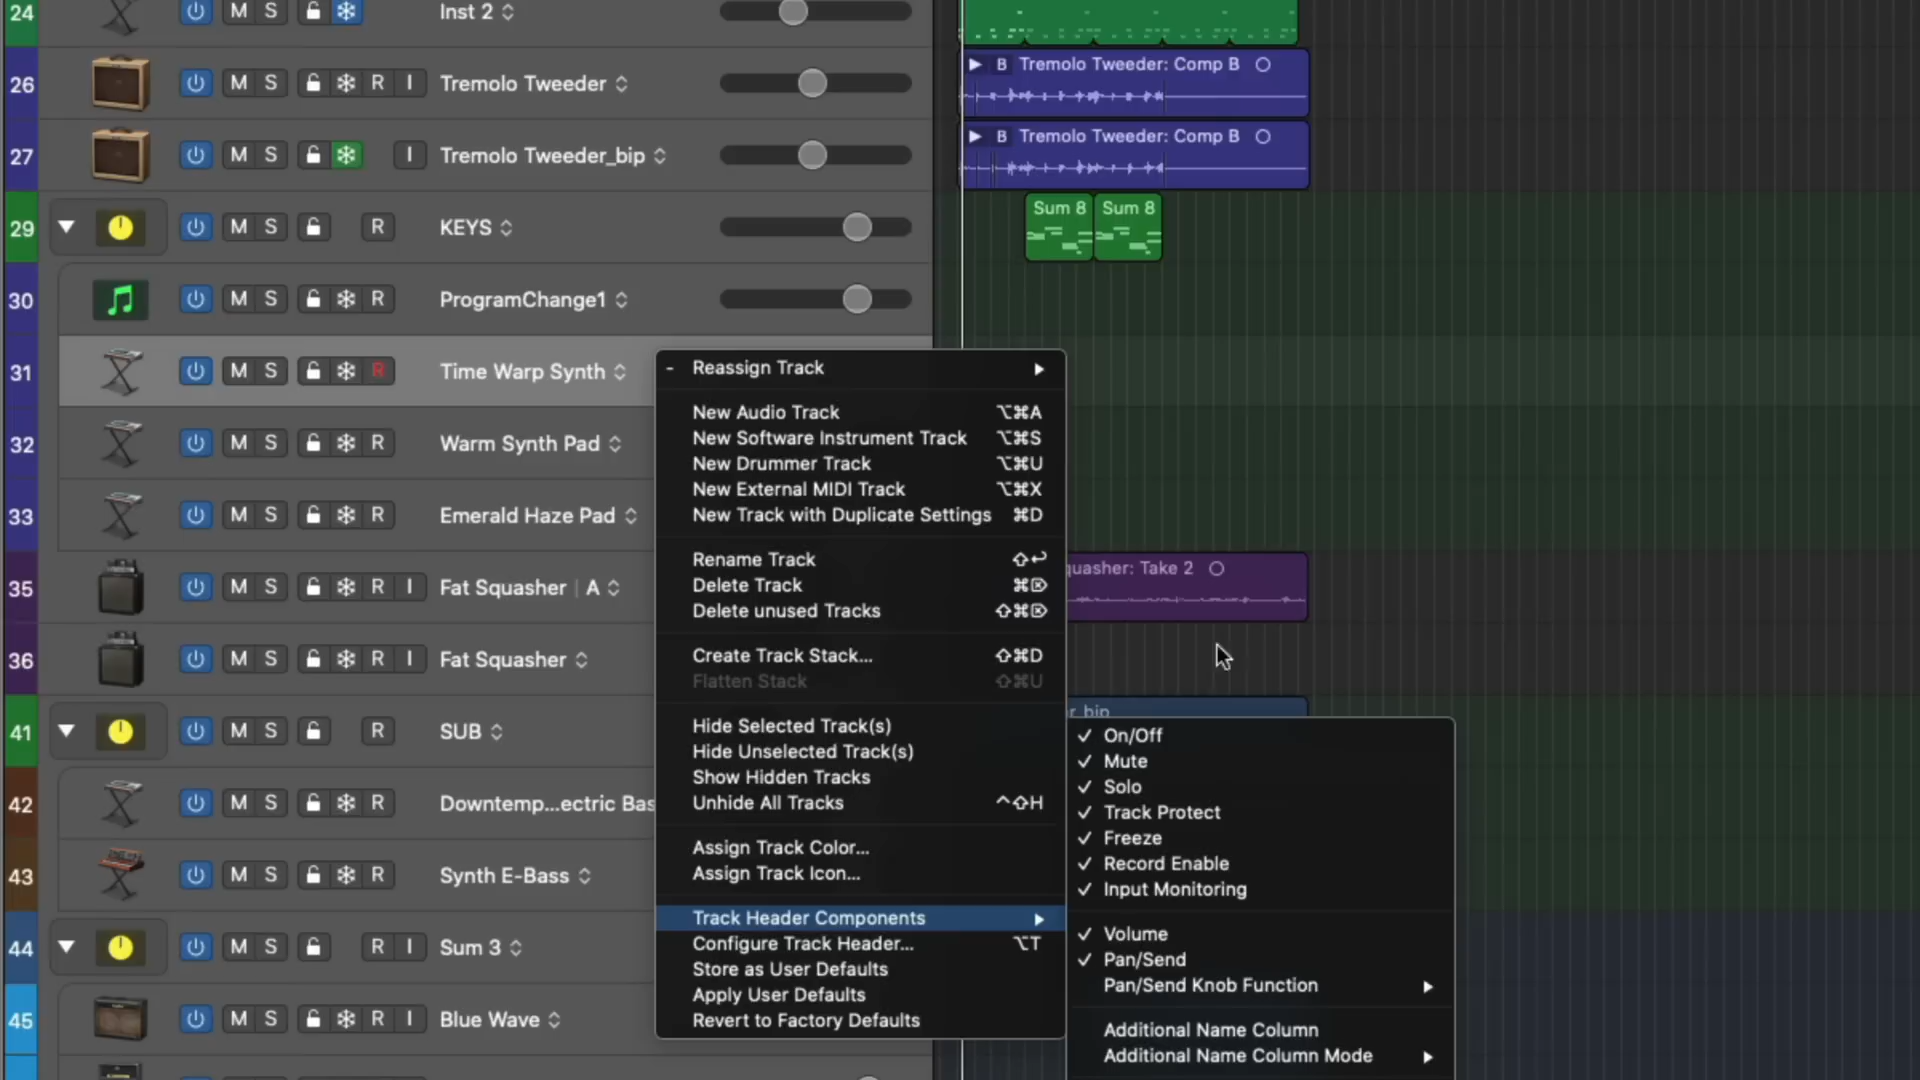 24 M S Inst 2
26 M S R I Tremolo Tweeder
B Tremolo Tweeder: Comp B
27 M S I Tremolo Tweeder_bip
B Tremolo Tweeder: Comp B
29 M S R KEYS
Sum 8 Sum 8
30 M S R ProgramChange1
31 M S R Time Warp Synth
32 M S R Warm Synth Pad
33 M S R Emerald Haze Pad
35 M S R I Fat Squasher | A
quasher: Take 2
36 M S R I Fat Squasher
41 M S R SUB
r_bip
42 M S R Downtemp...ectric Bas
43 M S R Synth E-Bass
44 M S R I Sum 3
45 M S R I Blue Wave
- Reassign Track ▶
New Audio Track ⌥⌘A
New Software Instrument Track ⌥⌘S
New Drummer Track ⌥⌘U
New External MIDI Track ⌥⌘X
New Track with Duplicate Settings ⌘D
Rename Track ⇧↩
Delete Track ⌘⌦
Delete unused Tracks ⇧⌘⌦
Create Track Stack... ⇧⌘D
Flatten Stack ⇧⌘U
Hide Selected Track(s)
Hide Unselected Track(s)
Show Hidden Tracks
Unhide All Tracks ^⇧H
Assign Track Color...
Assign Track Icon...
Track Header Components ▶
Configure Track Header... ⌥T
Store as User Defaults
Apply User Defaults
Revert to Factory Defaults
✓ On/Off
✓ Mute
✓ Solo
✓ Track Protect
✓ Freeze
✓ Record Enable
✓ Input Monitoring
✓ Volume
✓ Pan/Send
Pan/Send Knob Function ▶
Additional Name Column
Additional Name Column Mode ▶